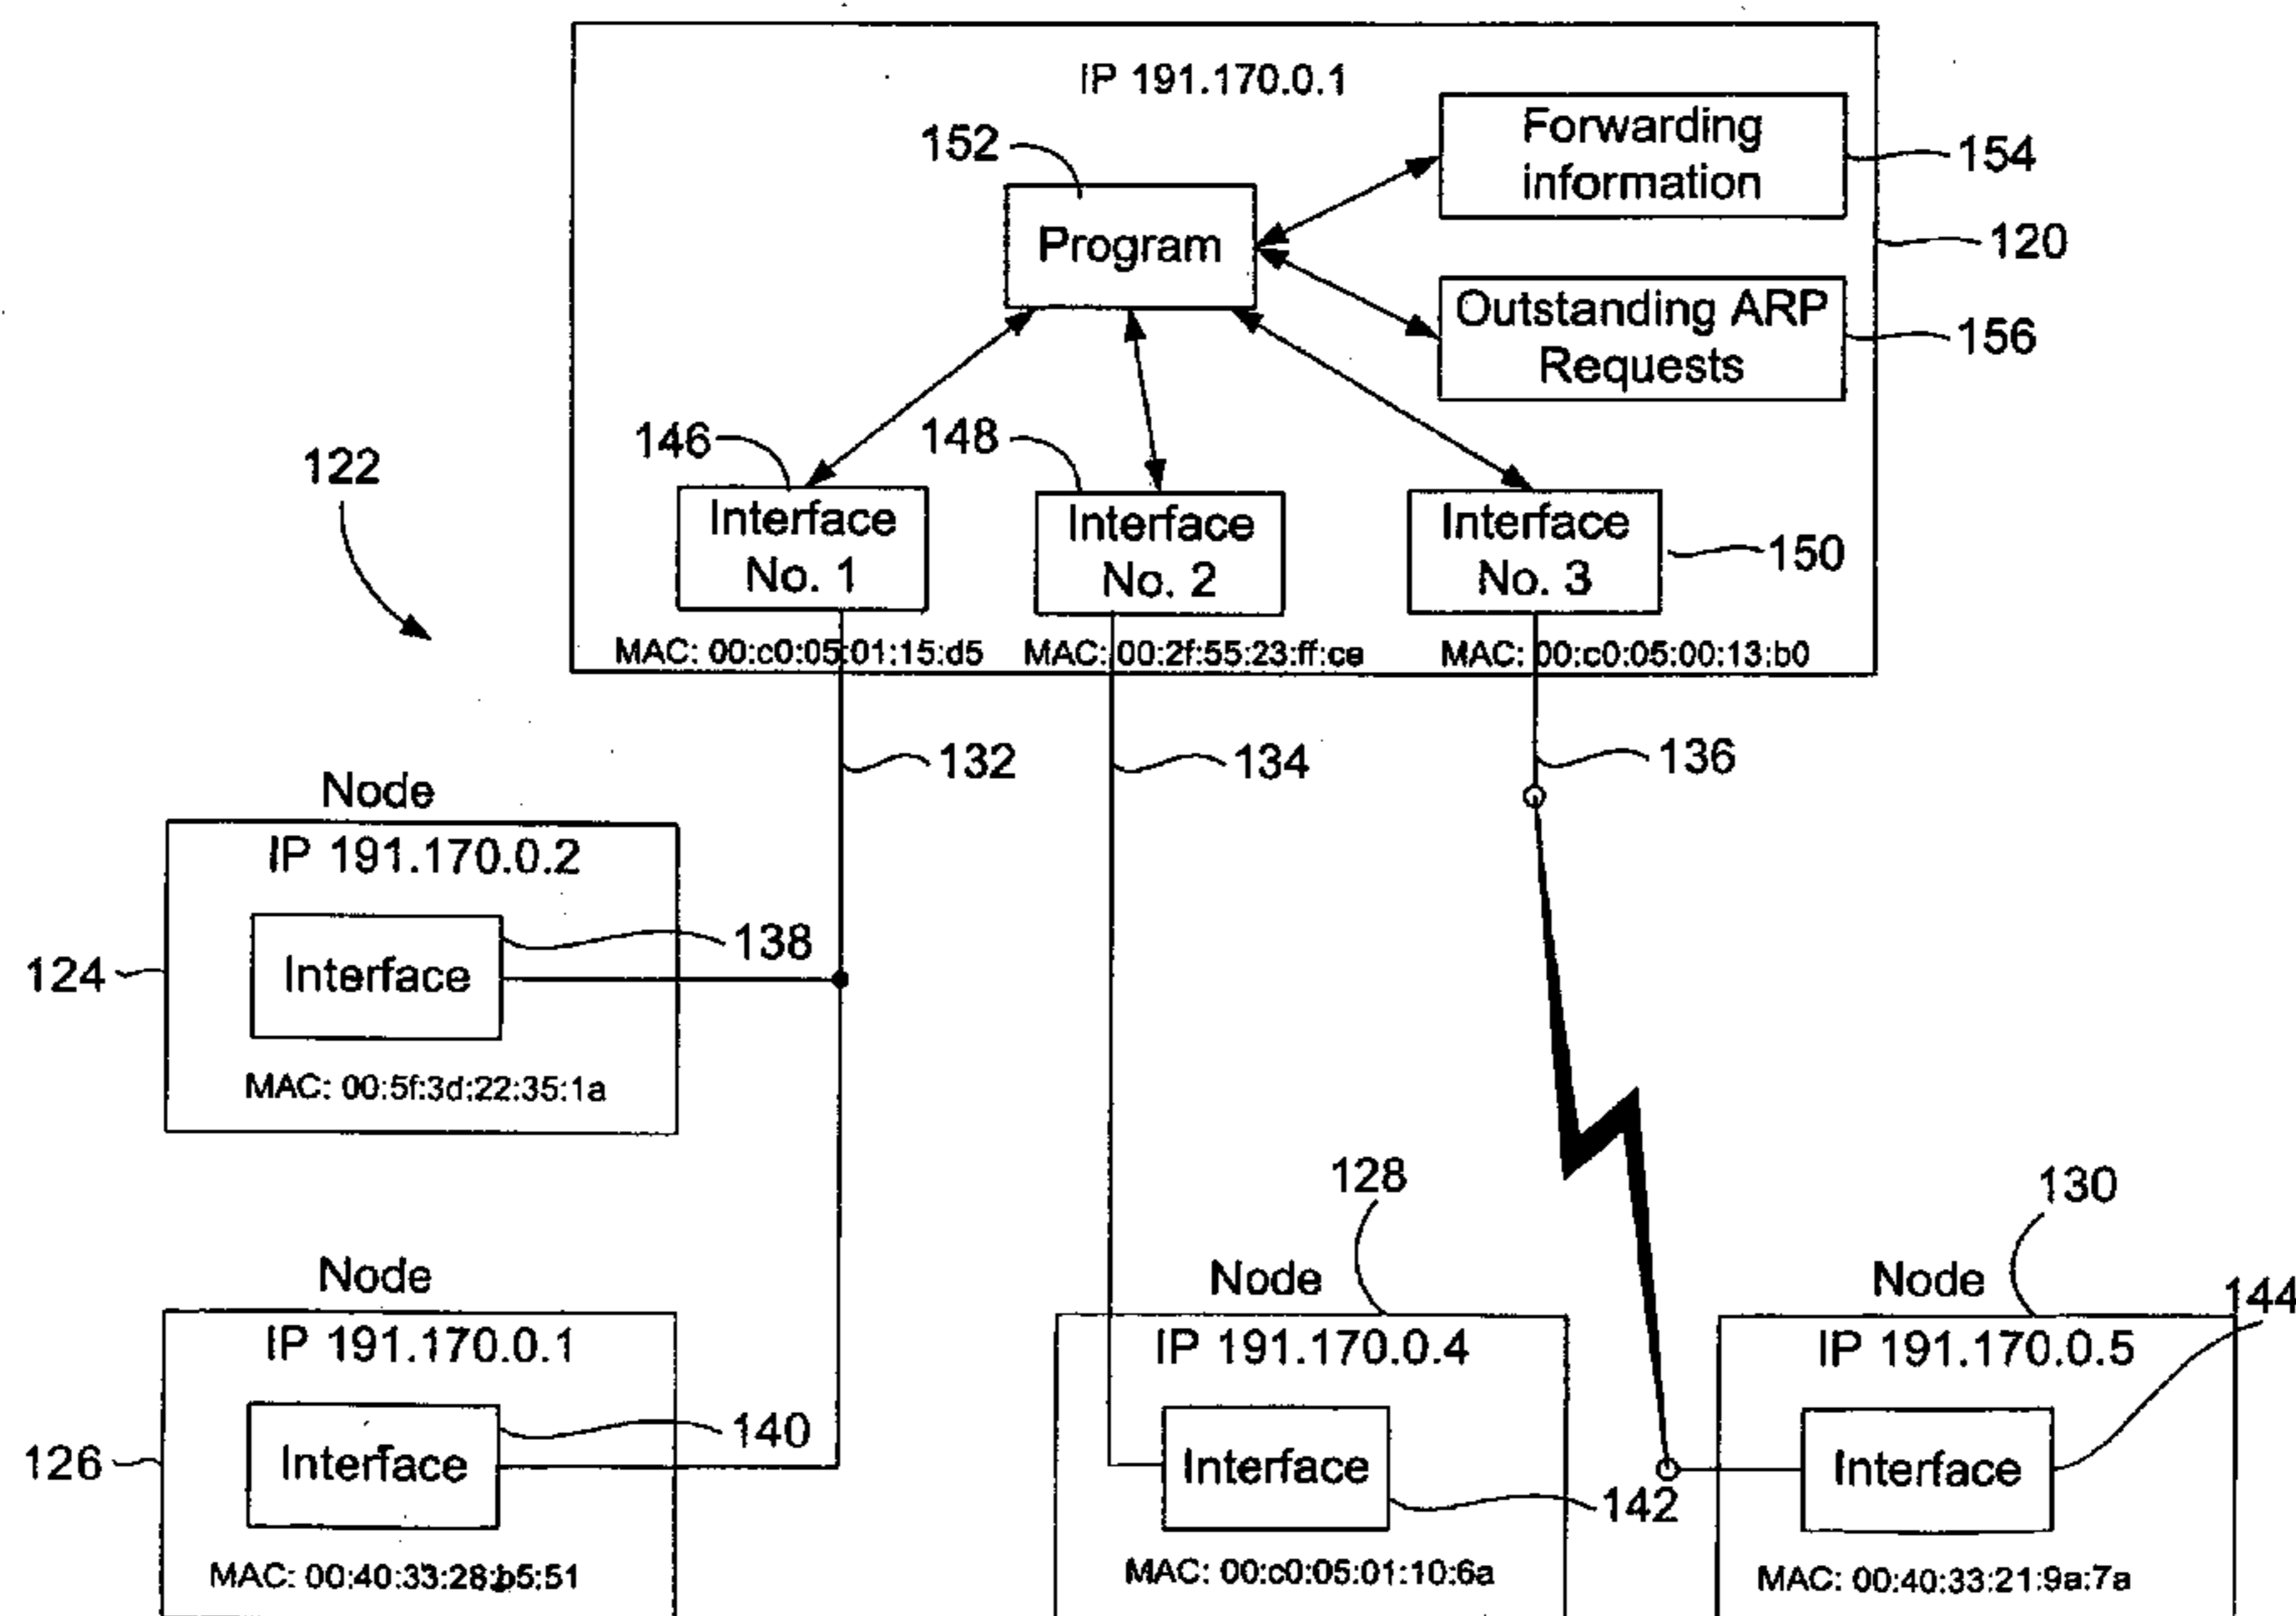 IP 191.170.0.1
152
Program
Forwarding
information
154
120
Outstanding ARP
Requests
156
122
146
148
Interface
No. 1
Interface
No. 2
Interface
No. 3
150
MAC: 00:c0:05:01:15:d5
MAC: 00:2f:55:23:ff:ce
MAC: 00:c0:05:00:13:b0
132
134
136
Node
IP 191.170.0.2
Interface
138
124
MAC: 00:5f:3d:22:35:1a
Node
IP 191.170.0.1
Interface
140
126
MAC: 00:40:33:28:b5:51
128
Node
IP 191.170.0.4
Interface
142
MAC: 00:c0:05:01:10:6a
130
Node
144
IP 191.170.0.5
Interface
MAC: 00:40:33:21:9a:7a